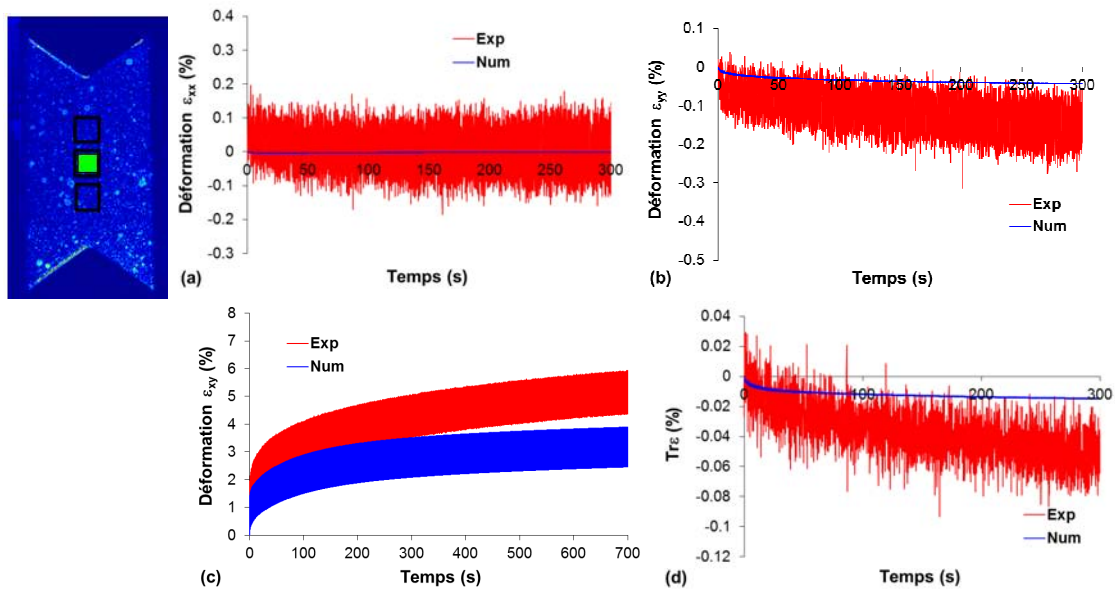 0.4
0.3
0.2
0.1
0
-0.1
-0.2
-0.3
0 50 100 150 200 250 300
Déformation εxx (%)
Exp
Num
Temps (s)
(a)
0.1
0
-0.1
-0.2
-0.3
-0.4
-0.5
0 50 100 150 200 250 300
Déformation εyy (%)
Exp
Num
Temps (s)
(b)
8
7
6
5
4
3
2
1
0
0 100 200 300 400 500 600 700
Déformation εxy (%)
Exp
Num
Temps (s)
(c)
0.04
0.02
0
-0.02
-0.04
-0.06
-0.08
-0.1
-0.12
0 100 200 300
Trε (%)
Exp
Num
Temps (s)
(d)